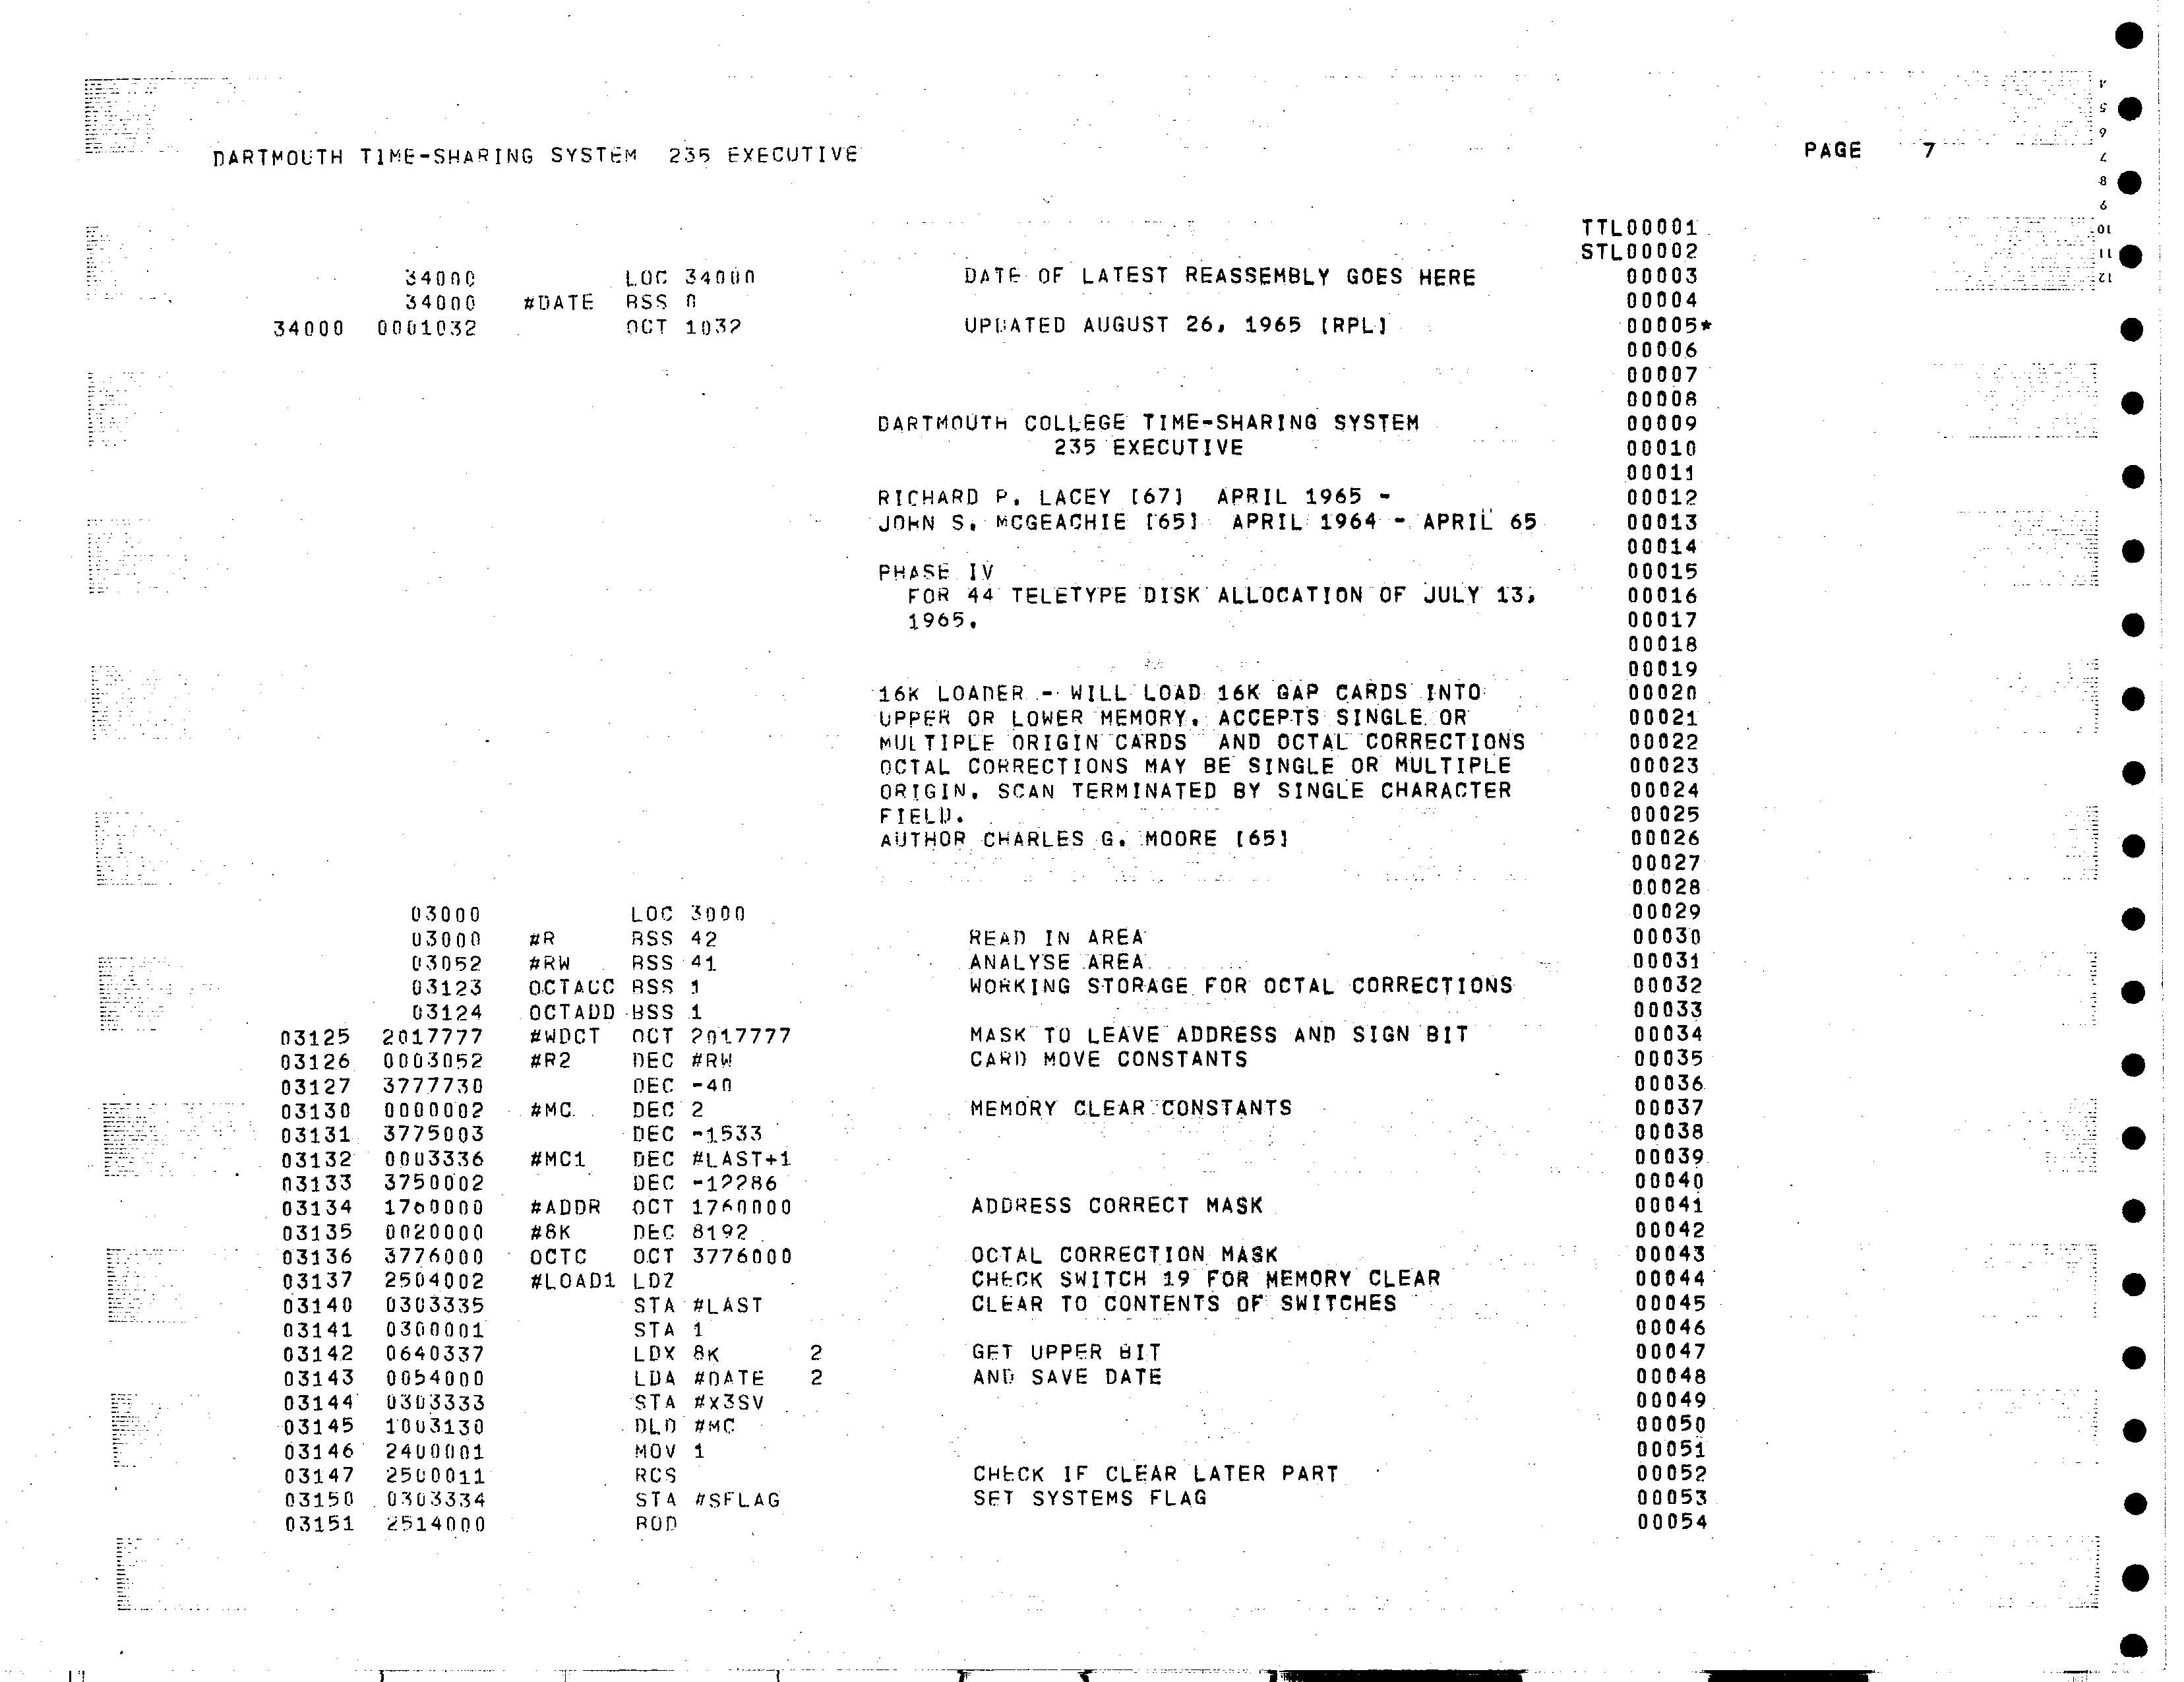 DARTMOUTH TIME-SHARING SYSTEM  235 EXECUTIVE  PAGE  7
TTL00001
STL00002
34000  LOC 34000  DATE OF LATEST REASSEMBLY GOES HERE  00003
34000  #DATE  BSS 0  00004
34000  0001032  OCT 1032  UPDATED AUGUST 26, 1965 [RPL]  00005*
00006
00007
00008
DARTMOUTH COLLEGE TIME-SHARING SYSTEM  00009
235 EXECUTIVE  00010
00011
RICHARD P. LACEY [67]  APRIL 1965 -  00012
JOHN S. MCGEACHIE [65]  APRIL 1964 - APRIL 65  00013
00014
PHASE IV  00015
FOR 44 TELETYPE DISK ALLOCATION OF JULY 13,  00016
1965.  00017
00018
00019
16K LOADER - WILL LOAD 16K GAP CARDS INTO  00020
UPPER OR LOWER MEMORY. ACCEPTS SINGLE OR  00021
MULTIPLE ORIGIN CARDS  AND OCTAL CORRECTIONS  00022
OCTAL CORRECTIONS MAY BE SINGLE OR MULTIPLE  00023
ORIGIN. SCAN TERMINATED BY SINGLE CHARACTER  00024
FIELD.  00025
AUTHOR CHARLES G. MOORE [65]  00026
00027
00028
03000  LOC 3000  00029
03000  #R  BSS 42  READ IN AREA  00030
03052  #RW  BSS 41  ANALYSE AREA  00031
03123  OCTACC BSS 1  WORKING STORAGE FOR OCTAL CORRECTIONS  00032
03124  OCTADD BSS 1  00033
03125  2017777  #WDCT  OCT 2017777  MASK TO LEAVE ADDRESS AND SIGN BIT  00034
03126  0003052  #R2  DEC #RW  CARD MOVE CONSTANTS  00035
03127  3777730  DEC -40  00036
03130  0000002  #MC  DEC 2  MEMORY CLEAR CONSTANTS  00037
03131  3775003  DEC -1533  00038
03132  0003336  #MC1  DEC #LAST+1  00039
03133  3750002  DEC -12286  00040
03134  1760000  #ADDR  OCT 1760000  ADDRESS CORRECT MASK  00041
03135  0020000  #8K  DEC 8192  00042
03136  3776000  OCTC  OCT 3776000  OCTAL CORRECTION MASK  00043
03137  2504002  #LOAD1 LDZ  CHECK SWITCH 19 FOR MEMORY CLEAR  00044
03140  0303335  STA #LAST  CLEAR TO CONTENTS OF SWITCHES  00045
03141  0300001  STA 1  00046
03142  0640337  LDX 8K  2  GET UPPER BIT  00047
03143  0054000  LDA #DATE  2  AND SAVE DATE  00048
03144  0303333  STA #X3SV  00049
03145  1003130  DLD #MC  00050
03146  2400001  MOV 1  00051
03147  2500011  RCS  CHECK IF CLEAR LATER PART  00052
03150  0303334  STA #SFLAG  SET SYSTEMS FLAG  00053
03151  2514000  BOD  00054
4
5
6
7
8
9
10
11
12